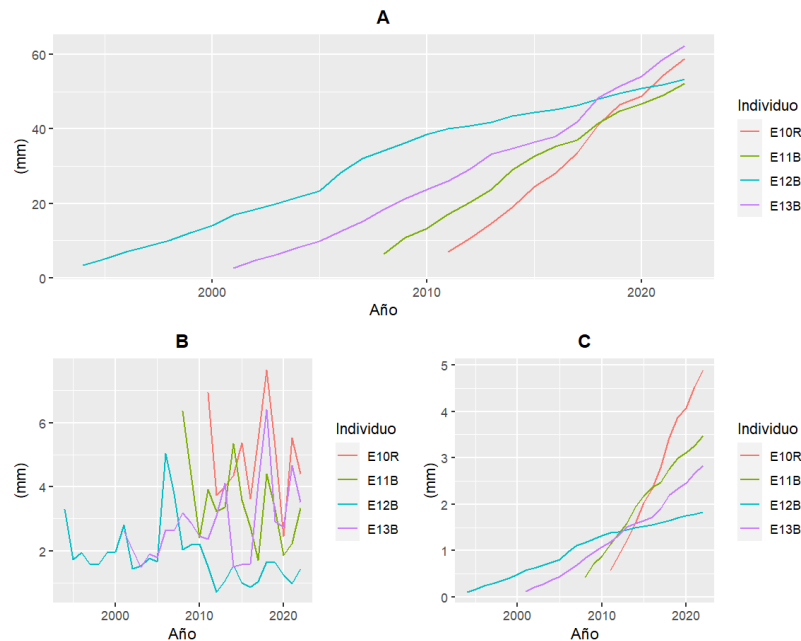 A
60
40
20
0
(mm)
2000
2010
2020
Año
Individuo
E10R
E11B
E12B
E13B
B
6
4
2
(mm)
2000
2010
2020
Año
Individuo
E10R
E11B
E12B
E13B
C
5
4
3
2
1
0
(mm)
2000
2010
2020
Año
Individuo
E10R
E11B
E12B
E13B